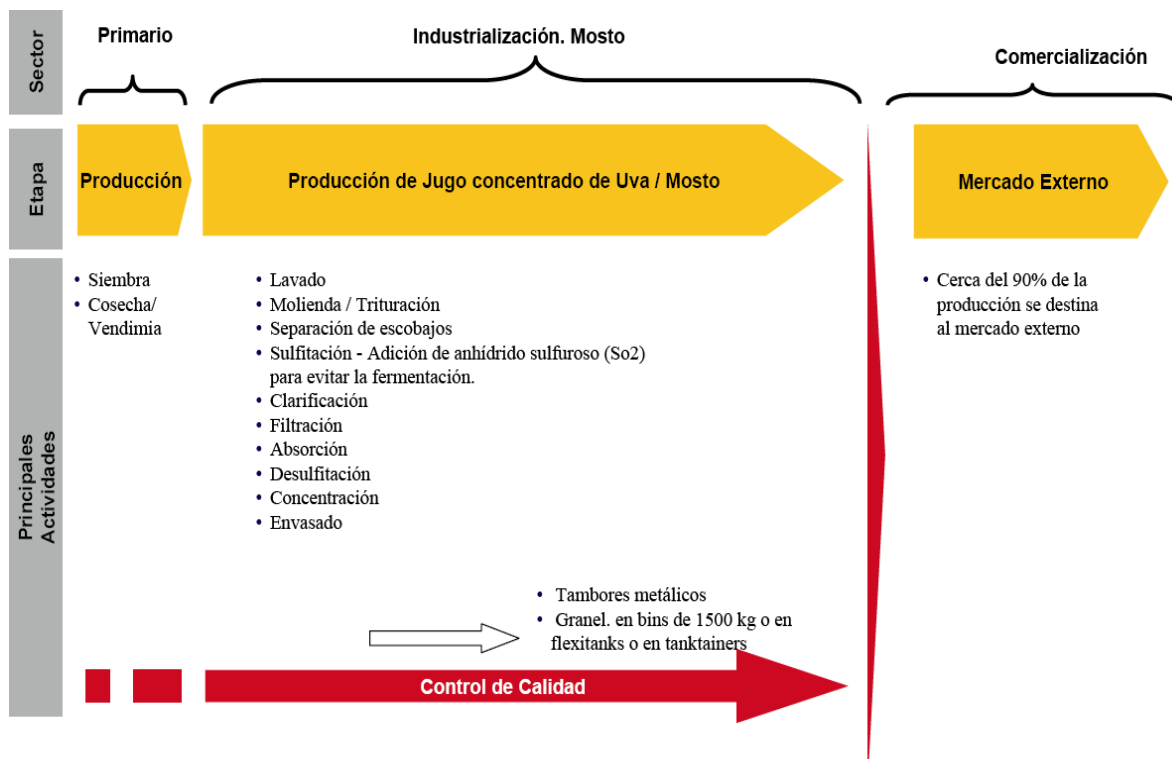 Sector
Primario
Industrialización. Mosto
Comercialización
Etapa
Producción
Producción de Jugo concentrado de Uva / Mosto
Mercado Externo
Principales
Actividades
• Siembra
• Cosecha/
Vendimia
• Lavado
• Molienda / Trituración
• Separación de escobajos
• Sulfitación - Adición de anhídrido sulfuroso (So2)
para evitar la fermentación.
• Clarificación
• Filtración
• Absorción
• Desulfitación
• Concentración
• Envasado
• Tambores metálicos
• Granel. en bins de 1500 kg o en
flexitanks o en tanktainers
• Cerca del 90% de la
producción se destina
al mercado externo
Control de Calidad